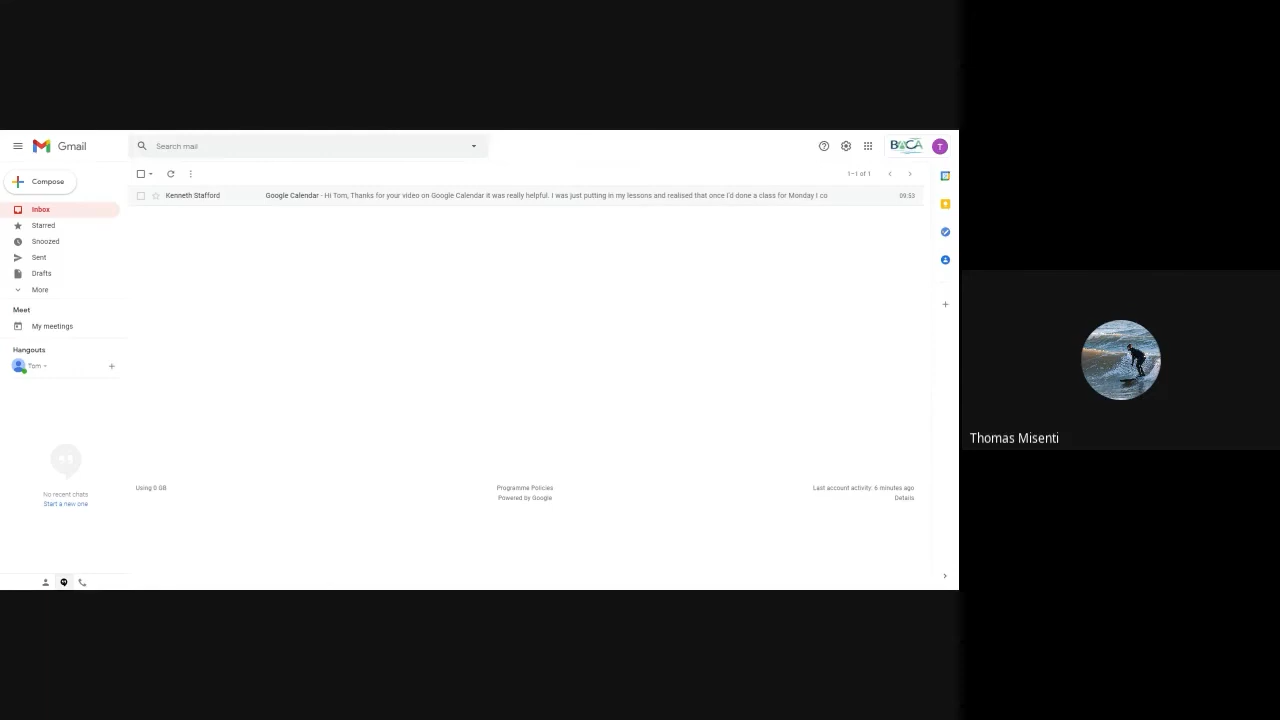 Gmail
Search mail
BACA
T
Compose
1–1 of 1
Inbox
Kenneth Stafford
Google Calendar - Hi Tom, Thanks for your video on Google Calendar it was really helpful. I was just putting in my lessons and realised that once I'd done a class for Monday I co
09:53
Starred
Snoozed
Sent
Drafts
More
Meet
My meetings
Hangouts
Tom
No recent chats
Start a new one
Using 0 GB
Programme Policies
Powered by Google
Last account activity: 6 minutes ago
Details
Thomas Misenti